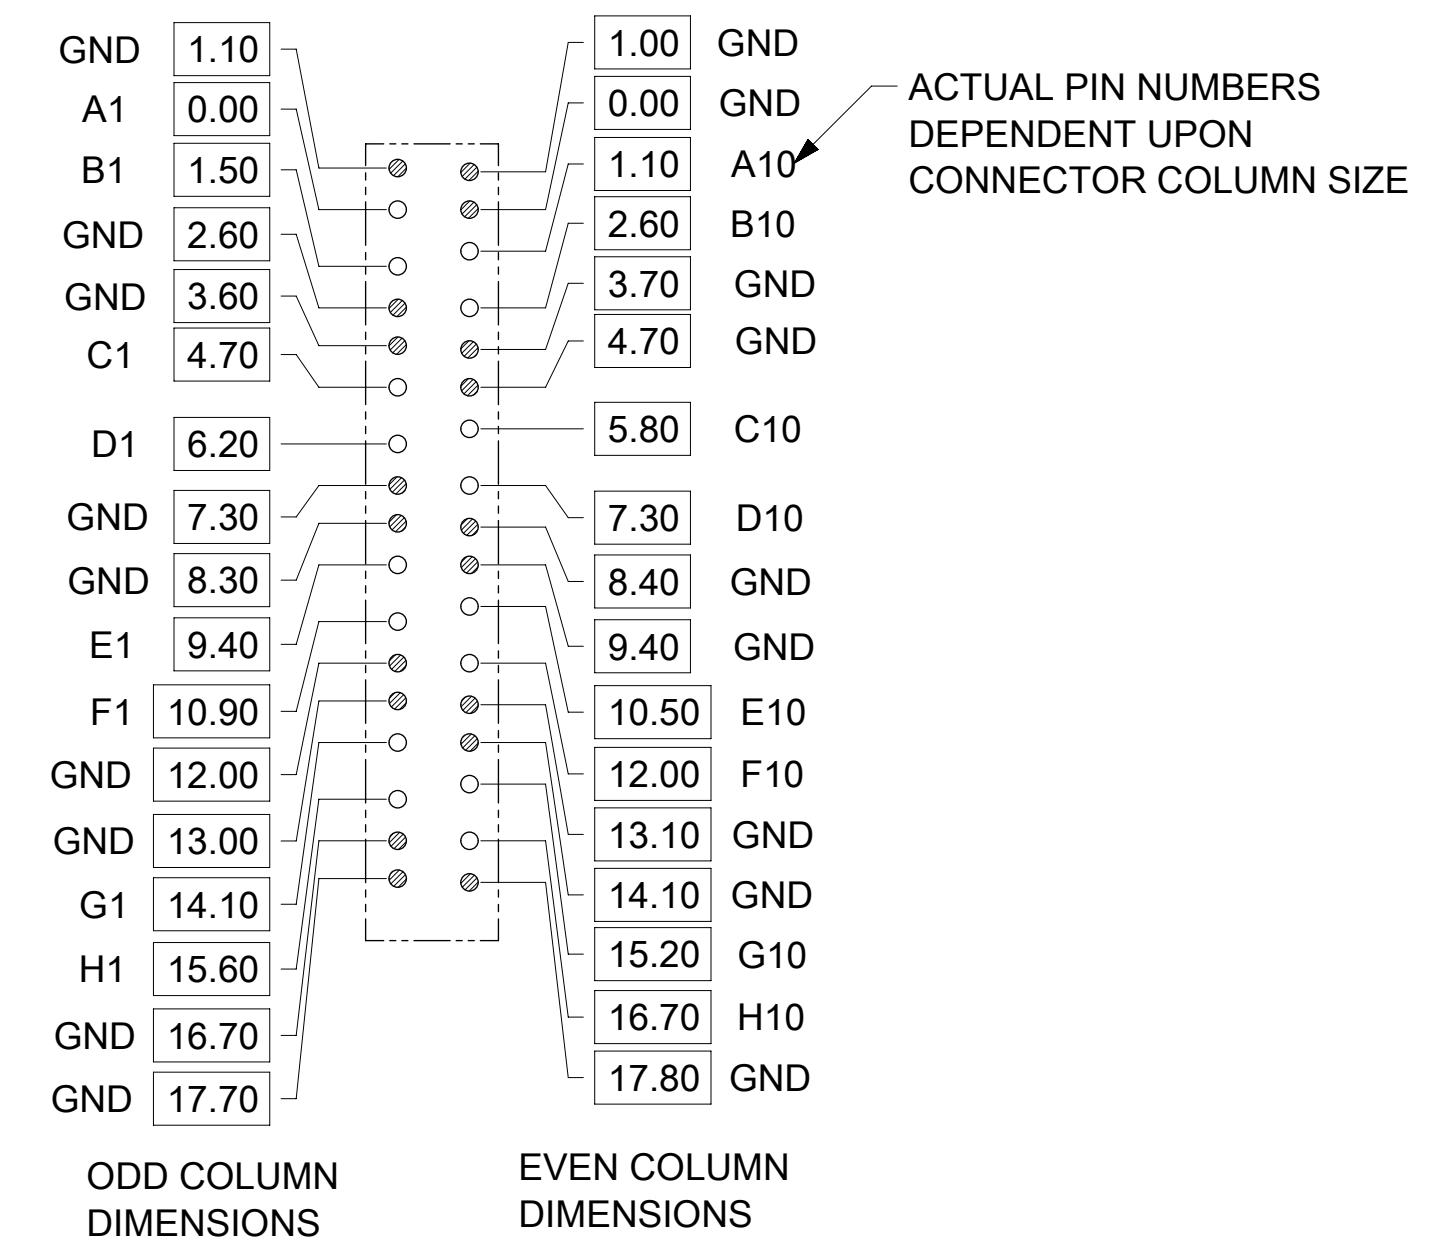 GND 1.10
A1 0.00
B1 1.50
GND 2.60
GND 3.60
C1 4.70
D1 6.20
GND 7.30
GND 8.30
E1 9.40
F1 10.90
GND 12.00
GND 13.00
G1 14.10
H1 15.60
GND 16.70
GND 17.70
ODD COLUMN
DIMENSIONS
1.00 GND
0.00 GND
1.10 A10
2.60 B10
3.70 GND
4.70 GND
5.80 C10
7.30 D10
8.40 GND
9.40 GND
10.50 E10
12.00 F10
13.10 GND
14.10 GND
15.20 G10
16.70 H10
17.80 GND
EVEN COLUMN
DIMENSIONS
ACTUAL PIN NUMBERS
DEPENDENT UPON
CONNECTOR COLUMN SIZE